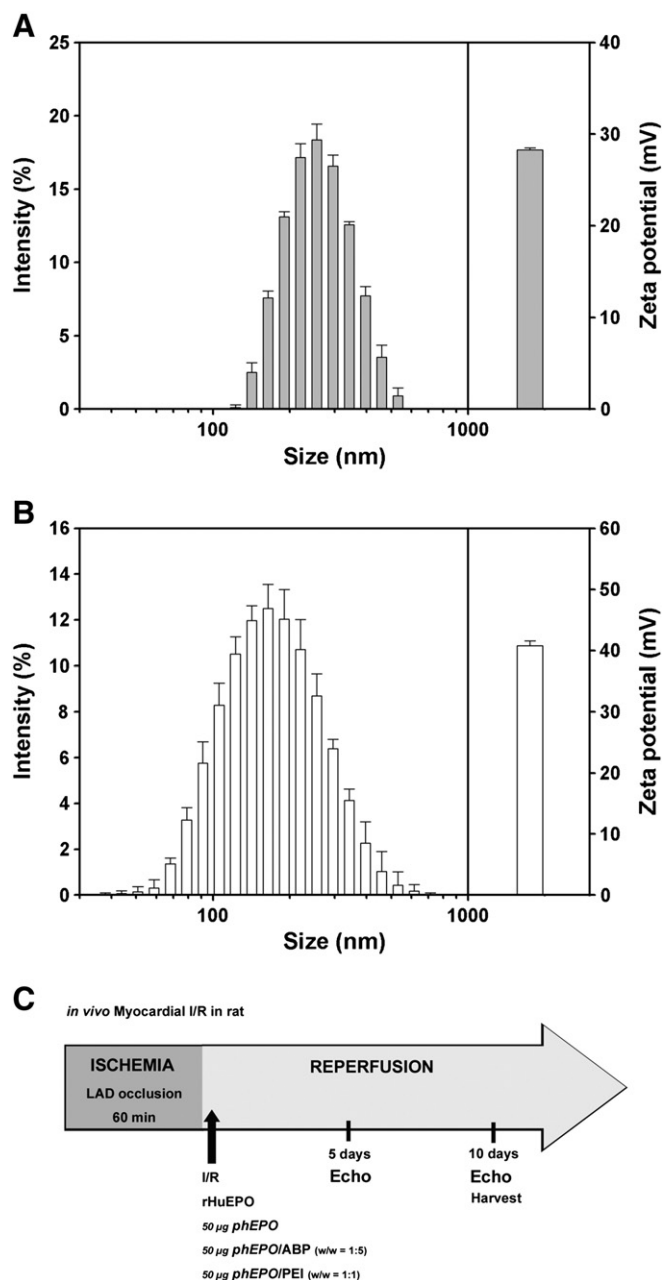 A
25
20
15
10
5
0
Intensity (%)
40
30
20
10
0
Zeta potential (mV)
100
1000
Size (nm)
B
16
14
12
10
8
6
4
2
0
Intensity (%)
60
50
40
30
20
10
0
Zeta potential (mV)
100
1000
Size (nm)
C
in vivo Myocardial I/R in rat
ISCHEMIA
LAD occlusion
60 min
REPERFUSION
I/R
rHuEPO
50 µg phEPO
50 µg phEPO/ABP (w/w = 1:5)
50 µg phEPO/PEI (w/w = 1:1)
5 days
Echo
10 days
Echo
Harvest